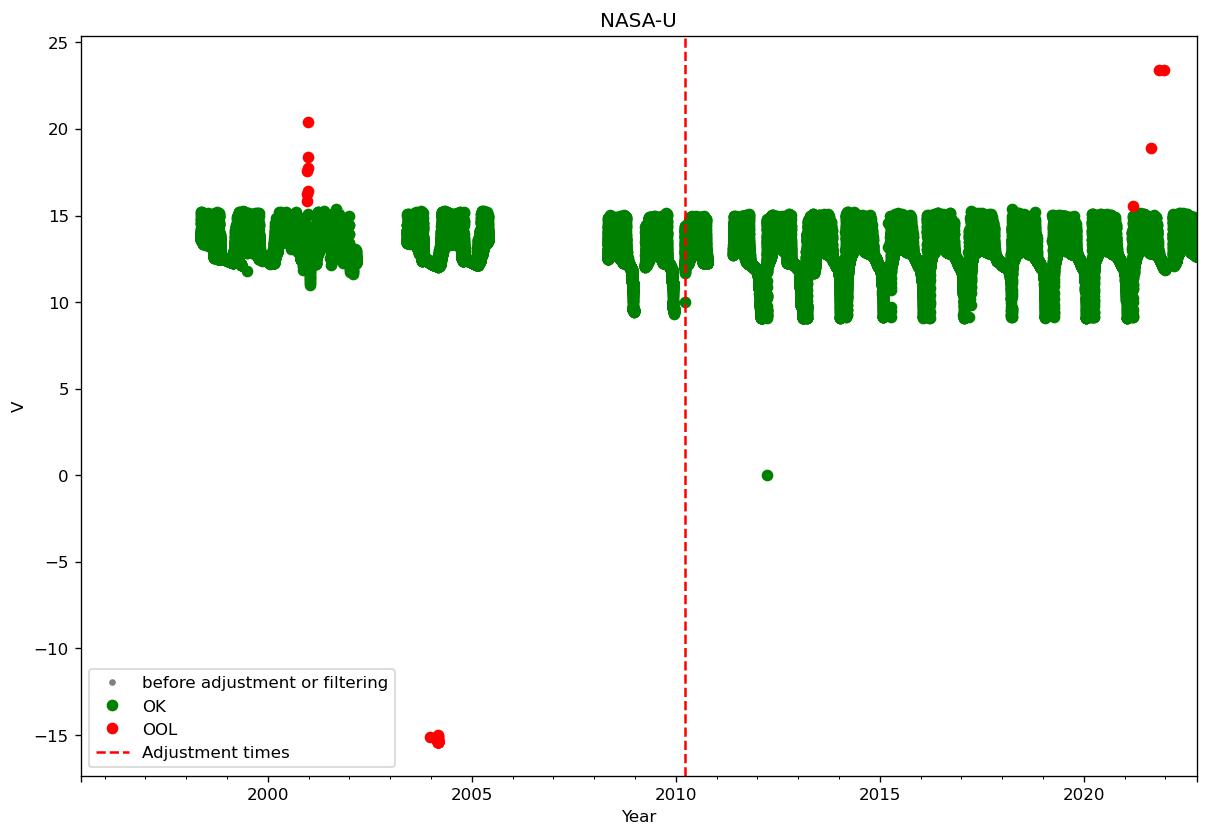 NASA-U
25
20
15
10
5
0
−5
−10
−15
V
before adjustment or filtering
OK
OOL
Adjustment times
2000 2005 2010 2015 2020
Year